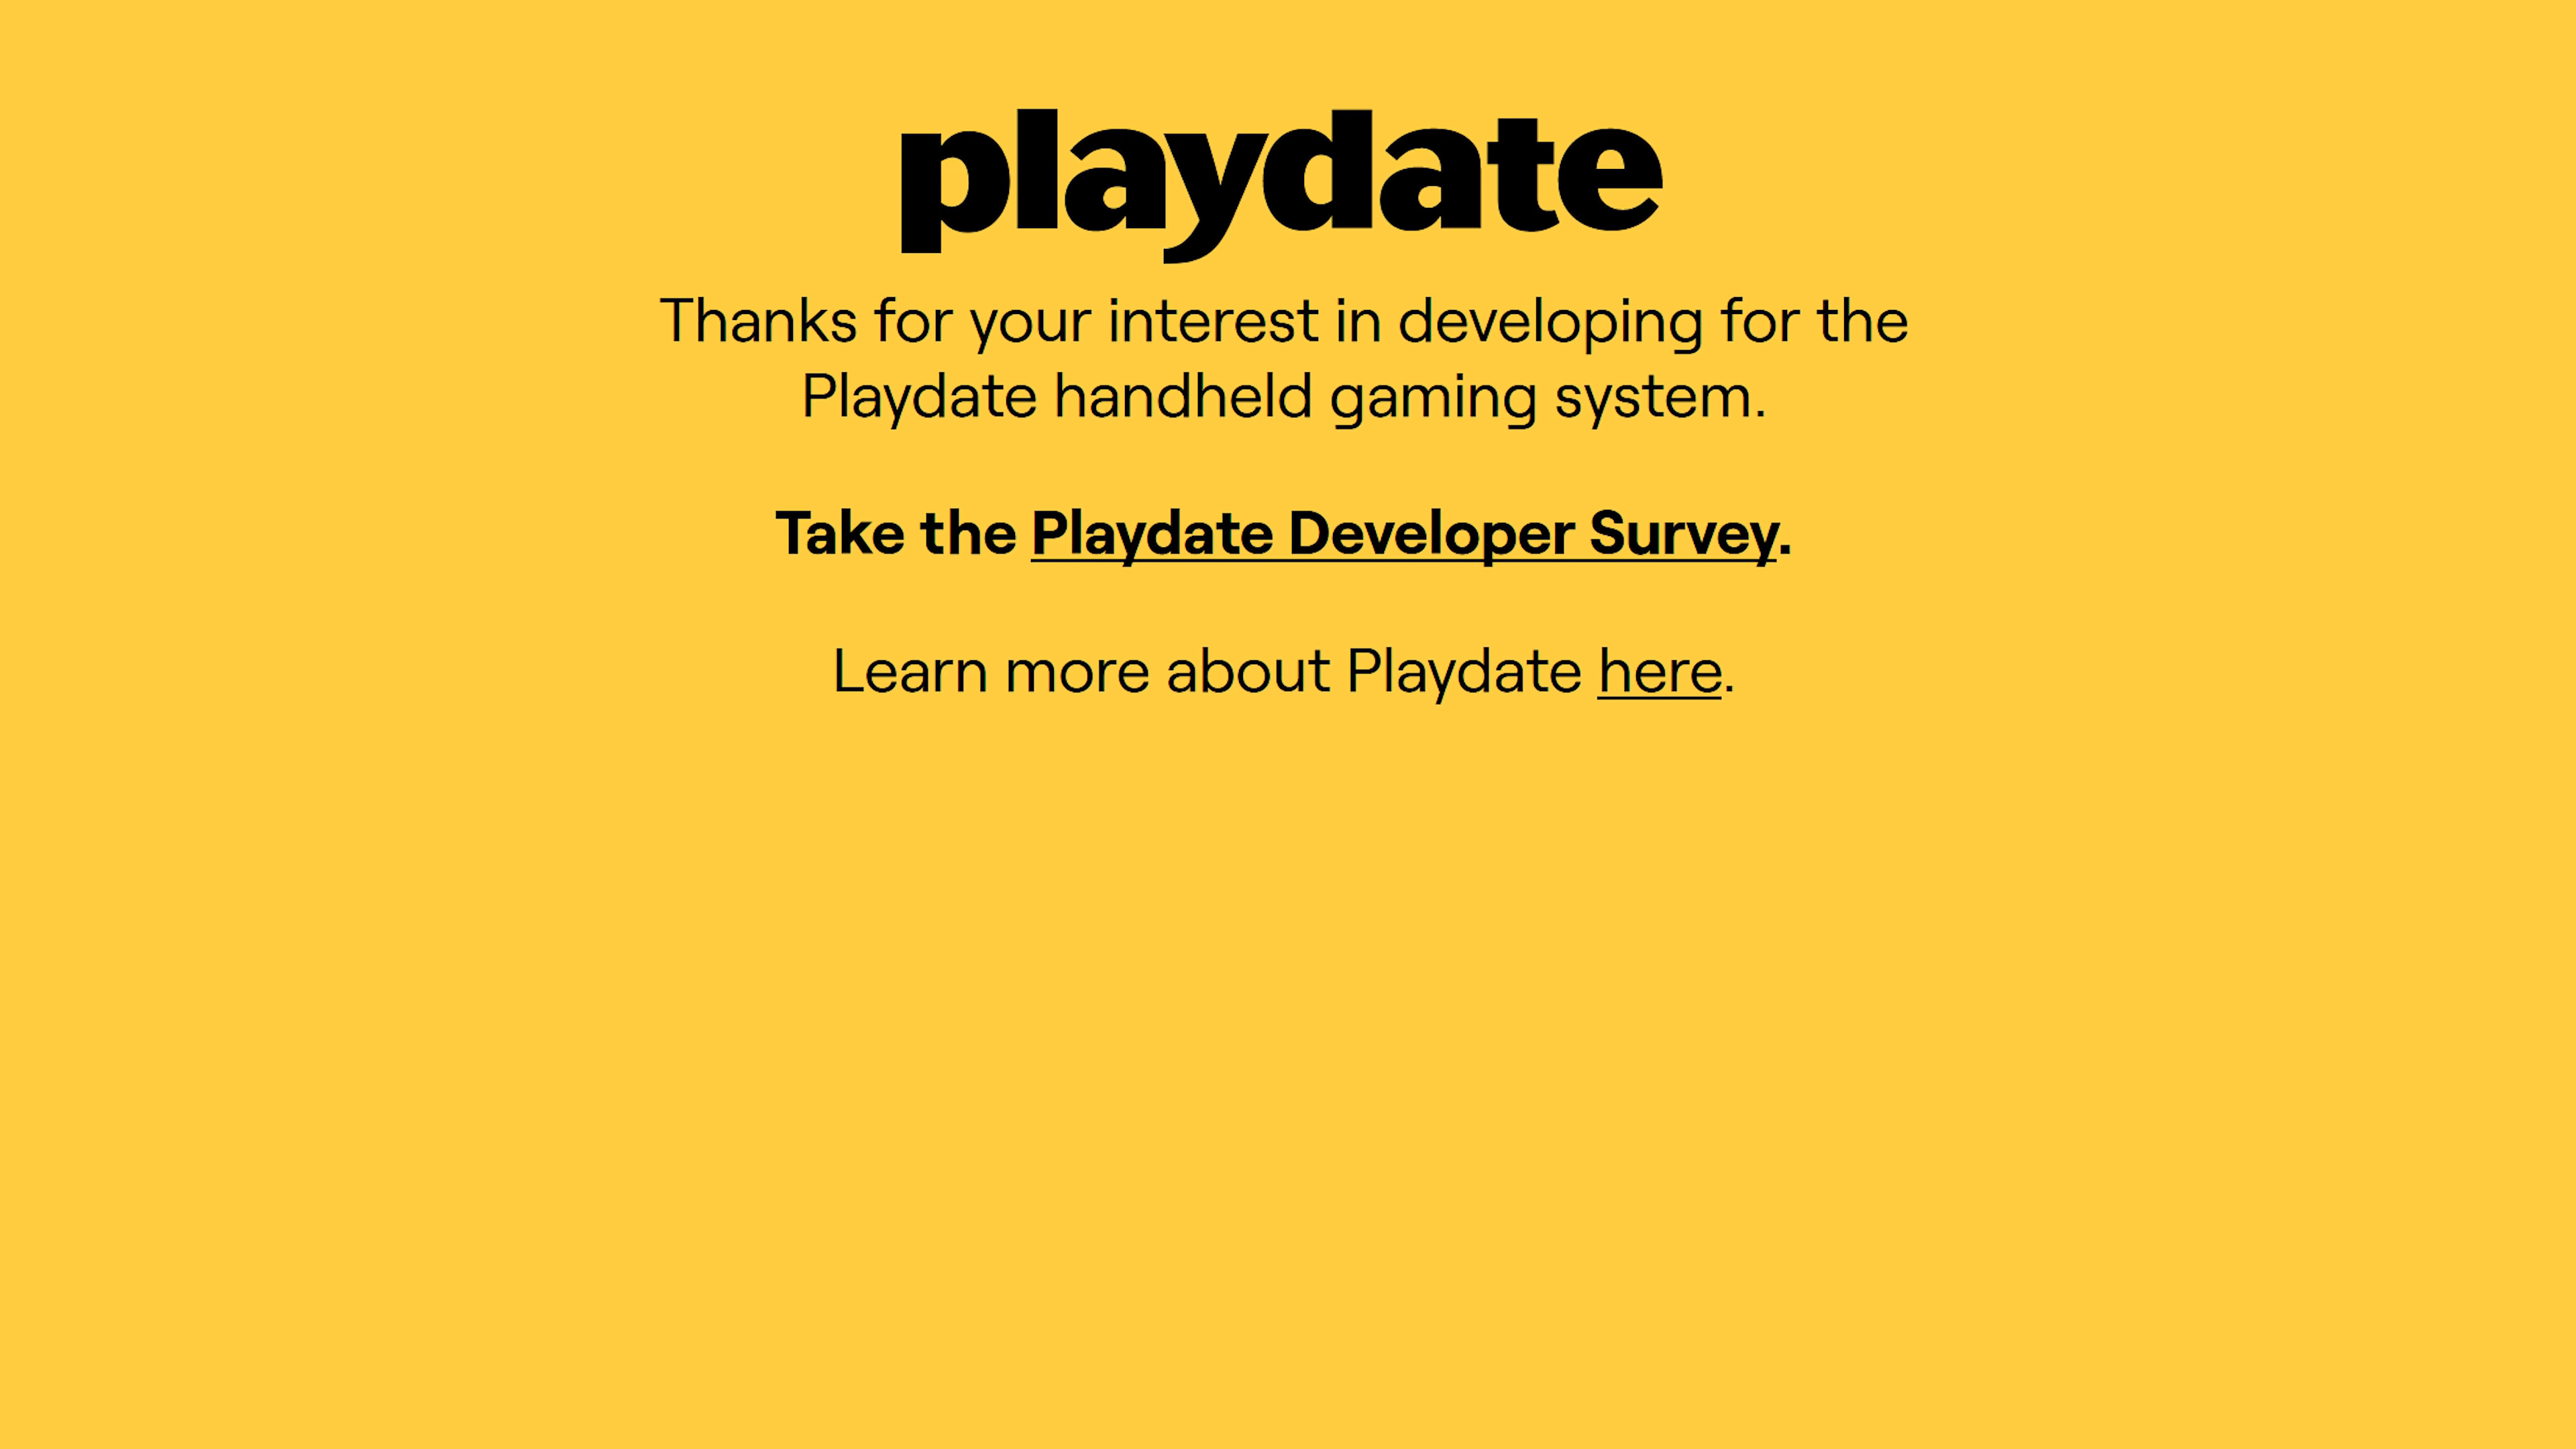 playdate
Thanks for your interest in developing for the
Playdate handheld gaming system.
Take the Playdate Developer Survey.
Learn more about Playdate here.